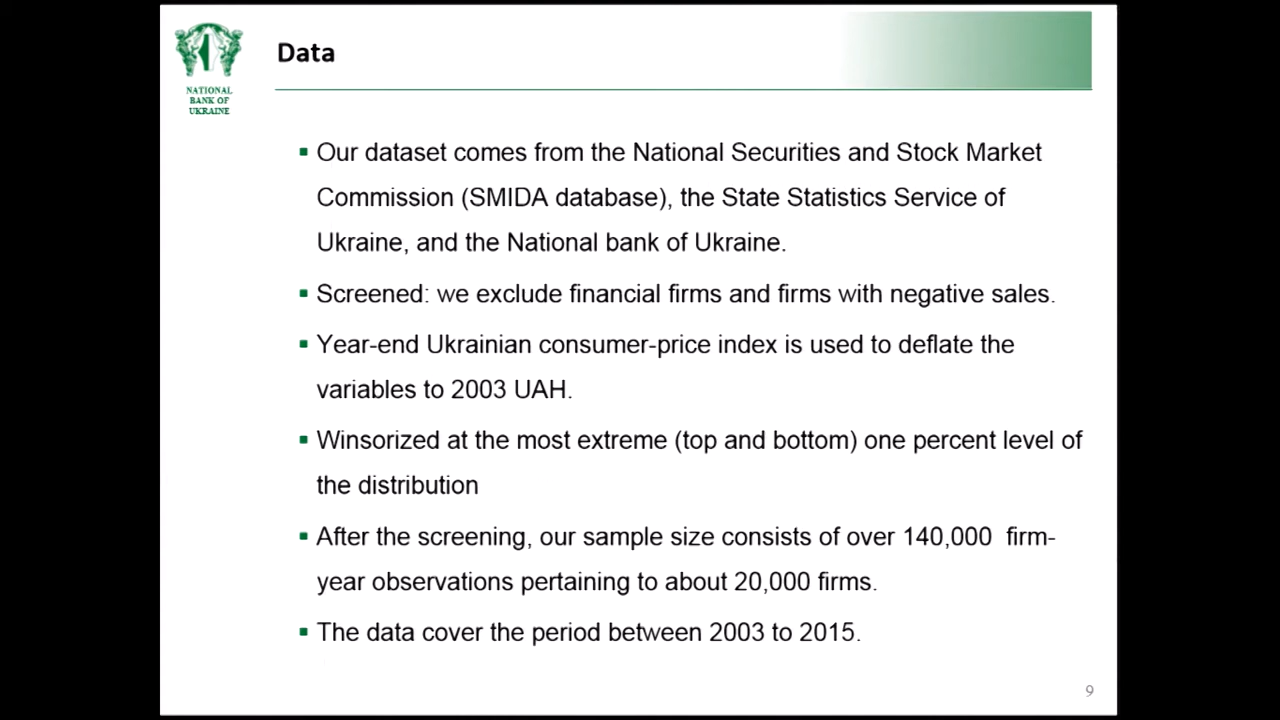 NATIONAL
BANK OF
UKRAINE
Data
▪ Our dataset comes from the National Securities and Stock Market
Commission (SMIDA database), the State Statistics Service of
Ukraine, and the National bank of Ukraine.
▪ Screened: we exclude financial firms and firms with negative sales.
▪ Year-end Ukrainian consumer-price index is used to deflate the
variables to 2003 UAH.
▪ Winsorized at the most extreme (top and bottom) one percent level of
the distribution
▪ After the screening, our sample size consists of over 140,000 firm-
year observations pertaining to about 20,000 firms.
▪ The data cover the period between 2003 to 2015.
9